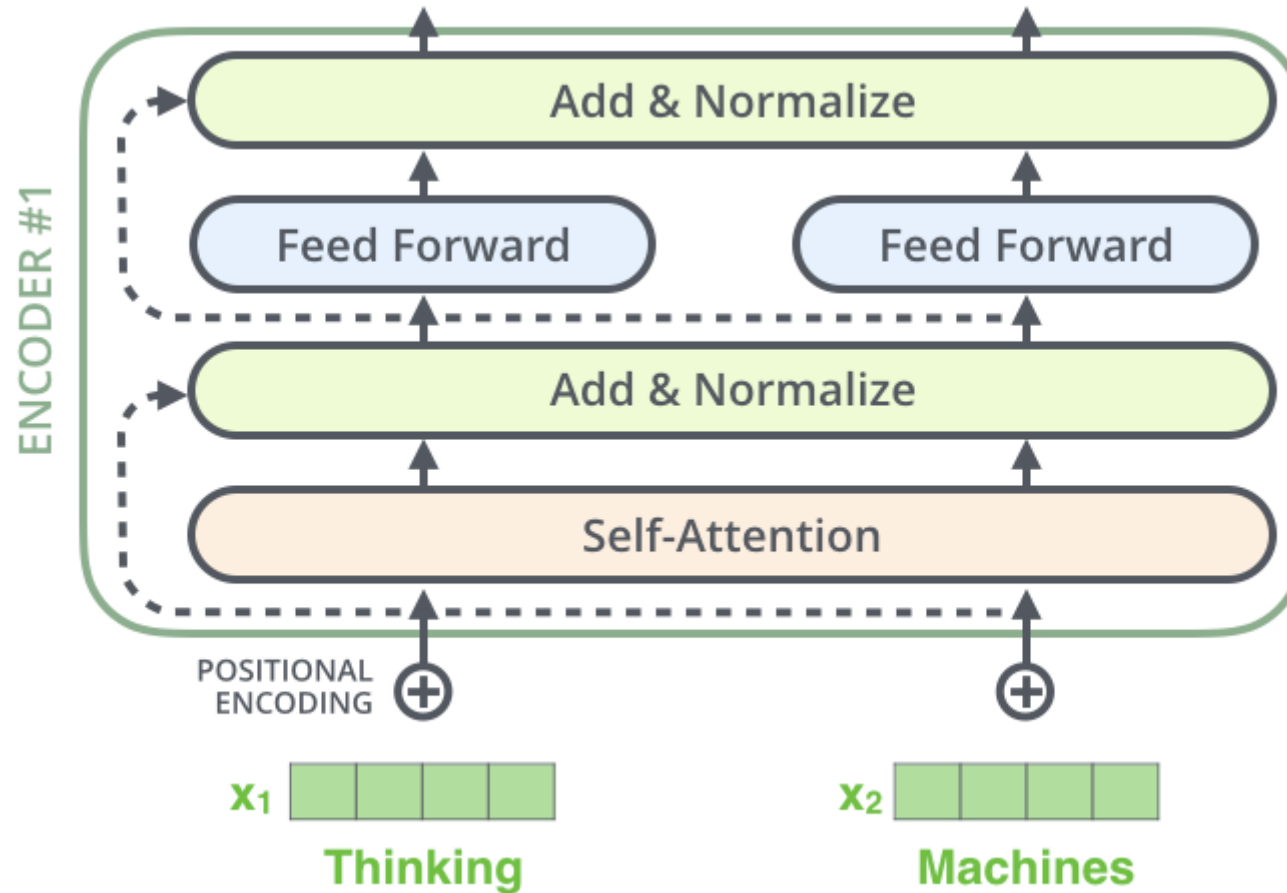 ENCODER #1
Add & Normalize
Feed Forward
Feed Forward
Add & Normalize
Self-Attention
POSITIONAL
ENCODING
x₁
x₂
Thinking
Machines